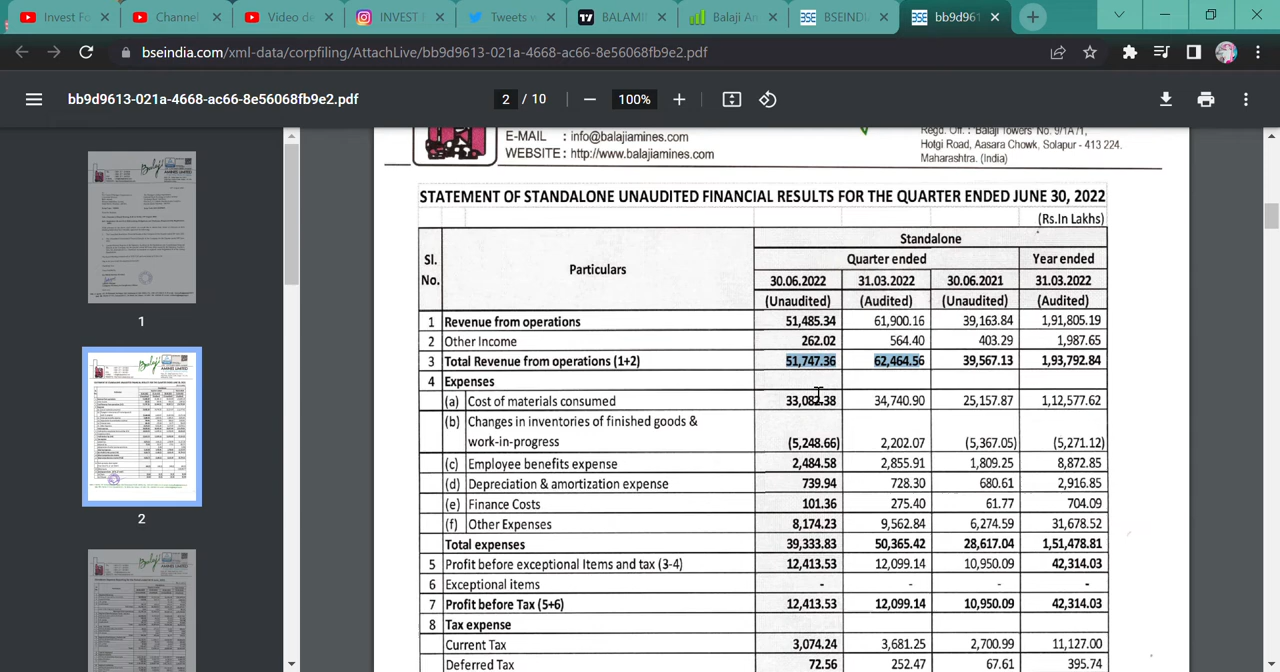 Invest Fo
Channel
Video de
INVEST F
Tweets w
BALAMIN
Balaji An
BSEINDI
bb9d961
bseindia.com/xml-data/corpfiling/AttachLive/bb9d9613-021a-4668-ac66-8e56068fb9e2.pdf
bb9d9613-021a-4668-ac66-8e56068fb9e2.pdf
2 / 10
100%
1
2
E-MAIL : info@balajiamines.com
WEBSITE : http://www.balajiamines.com
Regd. Off. : 'Balaji Towers' No. 9/1A/1,
Hotgi Road, Aasara Chowk, Solapur - 413 224.
Maharashtra. (India)
STATEMENT OF STANDALONE UNAUDITED FINANCIAL RESULTS FOR THE QUARTER ENDED JUNE 30, 2022
(Rs.In Lakhs)
Sl. No. Particulars Standalone
Quarter ended Year ended
30.06.2022 31.03.2022 30.06.2021 31.03.2022
(Unaudited) (Audited) (Unaudited) (Audited)
1 Revenue from operations 51,485.34 61,900.16 39,163.84 1,91,805.19
2 Other Income 262.02 564.40 403.29 1,987.65
3 Total Revenue from operations (1+2) 51,747.36 62,464.56 39,567.13 1,93,792.84
4 Expenses
(a) Cost of materials consumed 33,082.38 34,740.90 25,157.87 1,12,577.62
(b) Changes in inventories of finished goods &
work-in-progress (5,248.66) 2,202.07 (5,367.05) (5,271.12)
(c) Employee benefits expense 2,484.58 2,855.91 1,809.25 8,872.85
(d) Depreciation & amortization expense 739.94 728.30 680.61 2,916.85
(e) Finance Costs 101.36 275.40 61.77 704.09
(f) Other Expenses 8,174.23 9,562.84 6,274.59 31,678.52
Total expenses 39,333.83 50,365.42 28,617.04 1,51,478.81
5 Profit before exceptional Items and tax (3-4) 12,413.53 12,099.14 10,950.09 42,314.03
6 Exceptional items - - - -
7 Profit before Tax (5+6) 12,413.53 12,099.14 10,950.09 42,314.03
8 Tax expense
Current Tax 3,074.24 3,681.25 2,700.99 11,127.00
Deferred Tax 72.56 252.47 67.61 395.74